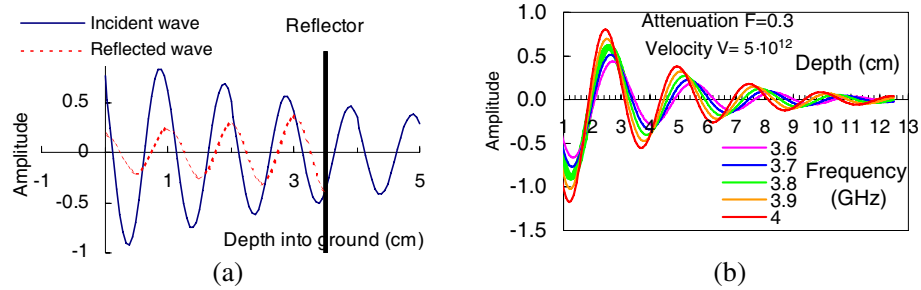 Incident wave
Reflected wave
Reflector
Amplitude
0.5
0
-0.5
-1
-1 1 3 5
Depth into ground (cm)
(a)
Attenuation F=0.3
Velocity V= 5·10¹²
Depth (cm)
Amplitude
1.0
0.5
0.0
-0.5
-1.0
-1.5
1 2 3 4 5 6 7 8 9 10 11 12 13
3.6
3.7
3.8
3.9
4
Frequency
(GHz)
(b)